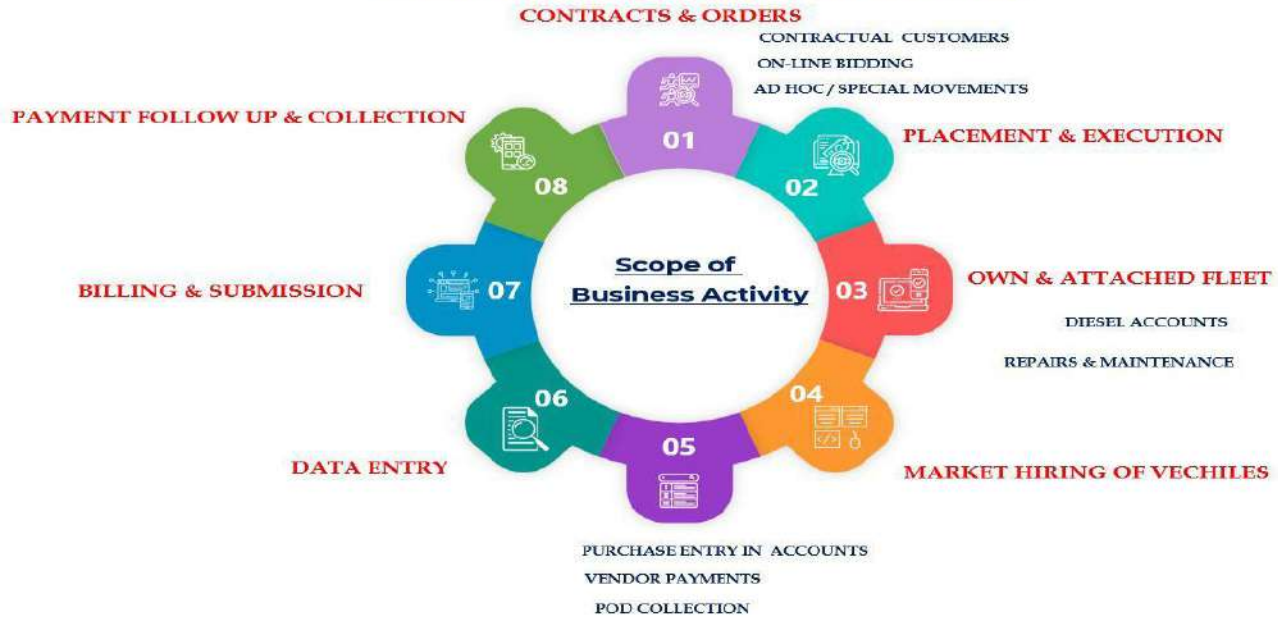 CONTRACTS & ORDERS
CONTRACTUAL CUSTOMERS
ON-LINE BIDDING
AD HOC / SPECIAL MOVEMENTS
PAYMENT FOLLOW UP & COLLECTION
PLACEMENT & EXECUTION
01
02
08
Scope of
Business Activity
BILLING & SUBMISSION
07
03
OWN & ATTACHED FLEET
DIESEL ACCOUNTS
REPAIRS & MAINTENANCE
06
04
05
DATA ENTRY
MARKET HIRING OF VECHILES
PURCHASE ENTRY IN ACCOUNTS
VENDOR PAYMENTS
POD COLLECTION